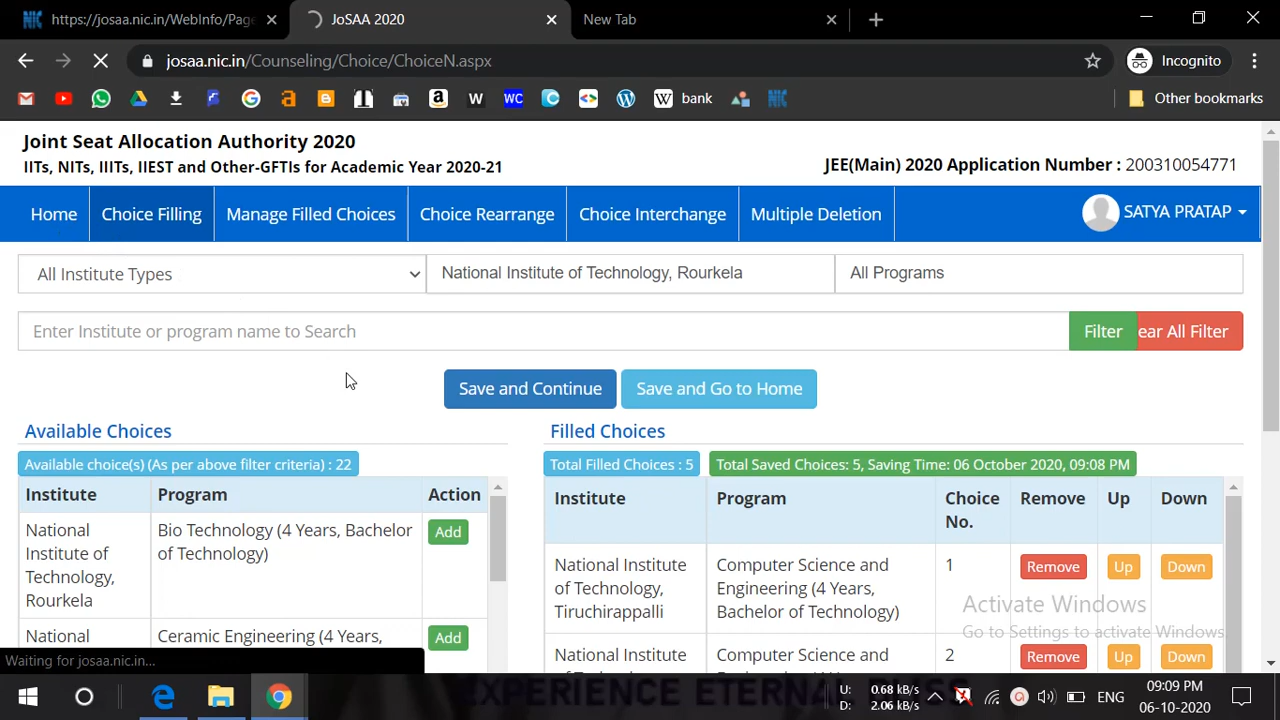 https://josaa.nic.in/WebInfo/Pag
JoSAA 2020
New Tab
josaa.nic.in/Counseling/Choice/ChoiceN.aspx
Incognito
W
WC
W bank
Other bookmarks
Joint Seat Allocation Authority 2020
IITs, NITs, IIITs, IIEST and Other-GFTIs for Academic Year 2020-21
JEE(Main) 2020 Application Number : 200310054771
Home
Choice Filling
Manage Filled Choices
Choice Rearrange
Choice Interchange
Multiple Deletion
SATYA PRATAP
All Institute Types
National Institute of Technology, Rourkela
All Programs
Enter Institute or program name to Search
Filter
ear All Filter
Save and Continue
Save and Go to Home
Available Choices
Available choice(s) (As per above filter criteria) : 22
Institute Program Action
National Institute of Technology, Rourkela
Bio Technology (4 Years, Bachelor
of Technology)
Add
National
Ceramic Engineering (4 Years,
Add
Filled Choices
Total Filled Choices : 5
Total Saved Choices: 5, Saving Time: 06 October 2020, 09:08 PM
Institute Program Choice No. Remove Up Down
National Institute
of Technology,
Tiruchirappalli
Computer Science and
Engineering (4 Years,
Bachelor of Technology)
1
Remove
Up
Down
National Institute
Computer Science and
2
Remove
Up
Down
Activate Windows
Go to Settings to activate Windows
Waiting for josaa.nic.in...
EXPERIENCE ETERNAL
U: 0.68 kB/s
D: 2.06 kB/s
ENG
09:09 PM
06-10-2020